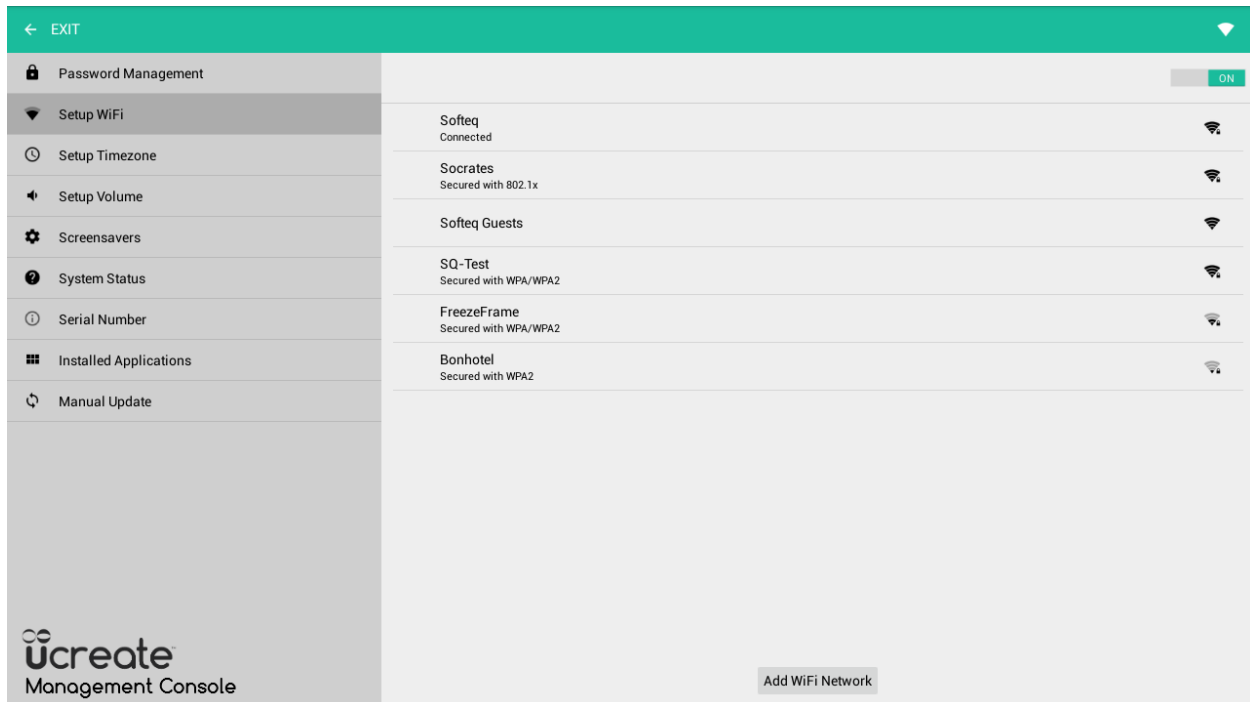 EXIT
Password Management
Setup WiFi
Setup Timezone
Setup Volume
Screensavers
System Status
Serial Number
Installed Applications
Manual Update
ücreate™
Management Console
ON
Softeq
Connected
Socrates
Secured with 802.1x
Softeq Guests
SQ-Test
Secured with WPA/WPA2
FreezeFrame
Secured with WPA/WPA2
Bonhotel
Secured with WPA2
Add WiFi Network